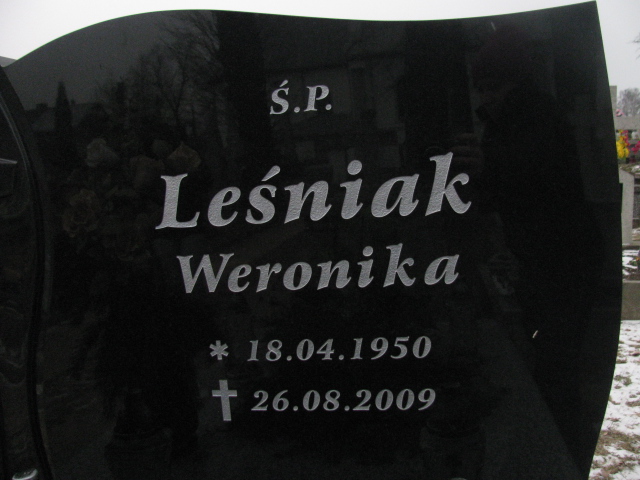 Ś.P.
Leśniak
Weronika
* 18.04.1950
✝ 26.08.2009